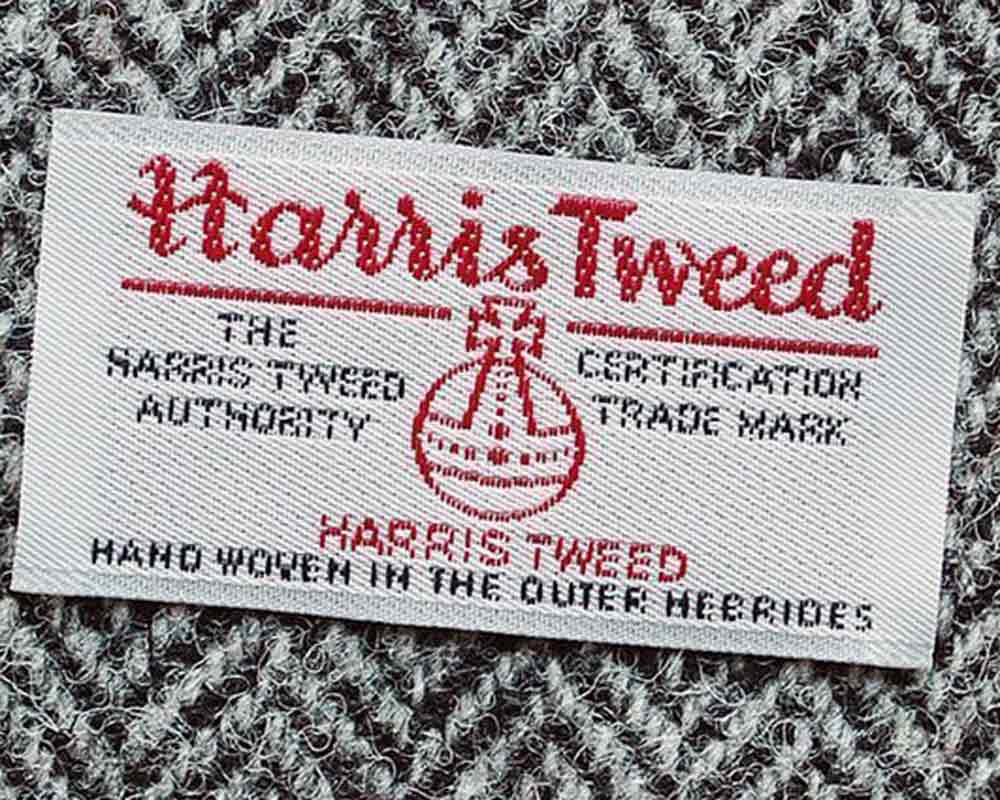 Harris Tweed
THE
HARRIS TWEED
AUTHORITY
CERTIFICATION
TRADE MARK
HARRIS TWEED
HAND WOVEN IN THE OUTER HEBRIDES